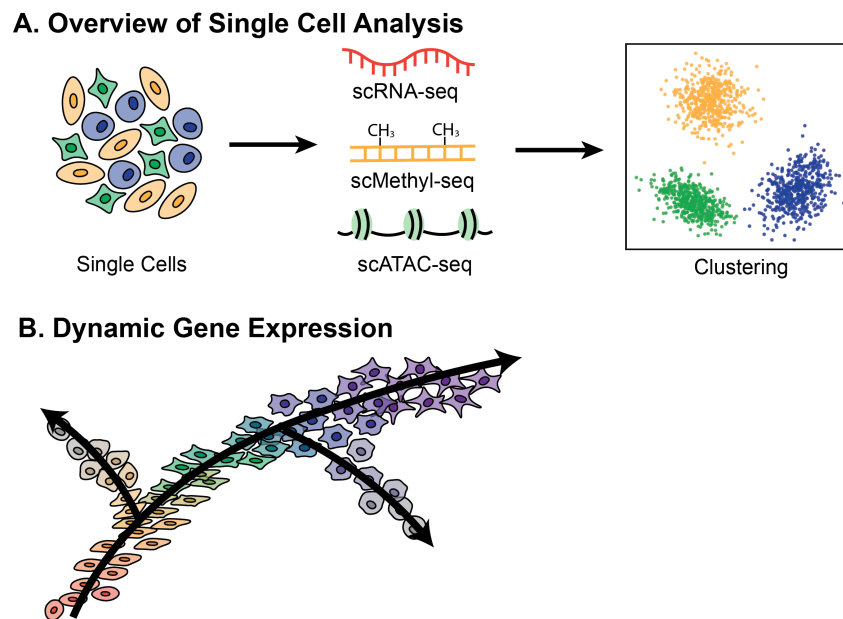 A. Overview of Single Cell Analysis
scRNA-seq
CH₃ CH₃
scMethyl-seq
scATAC-seq
Single Cells
Clustering
B. Dynamic Gene Expression